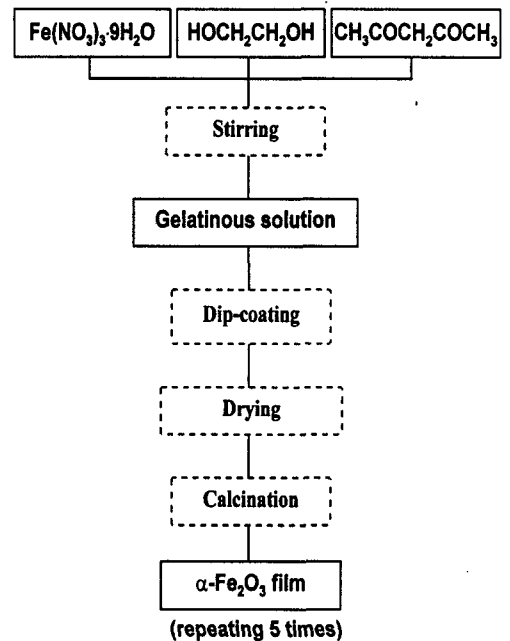 Fe(NO₃)₃·9H₂O HOCH₂CH₂OH CH₃COCH₂COCH₃
Stirring
Gelatinous solution
Dip-coating
Drying
Calcination
α-Fe₂O₃ film
(repeating 5 times)